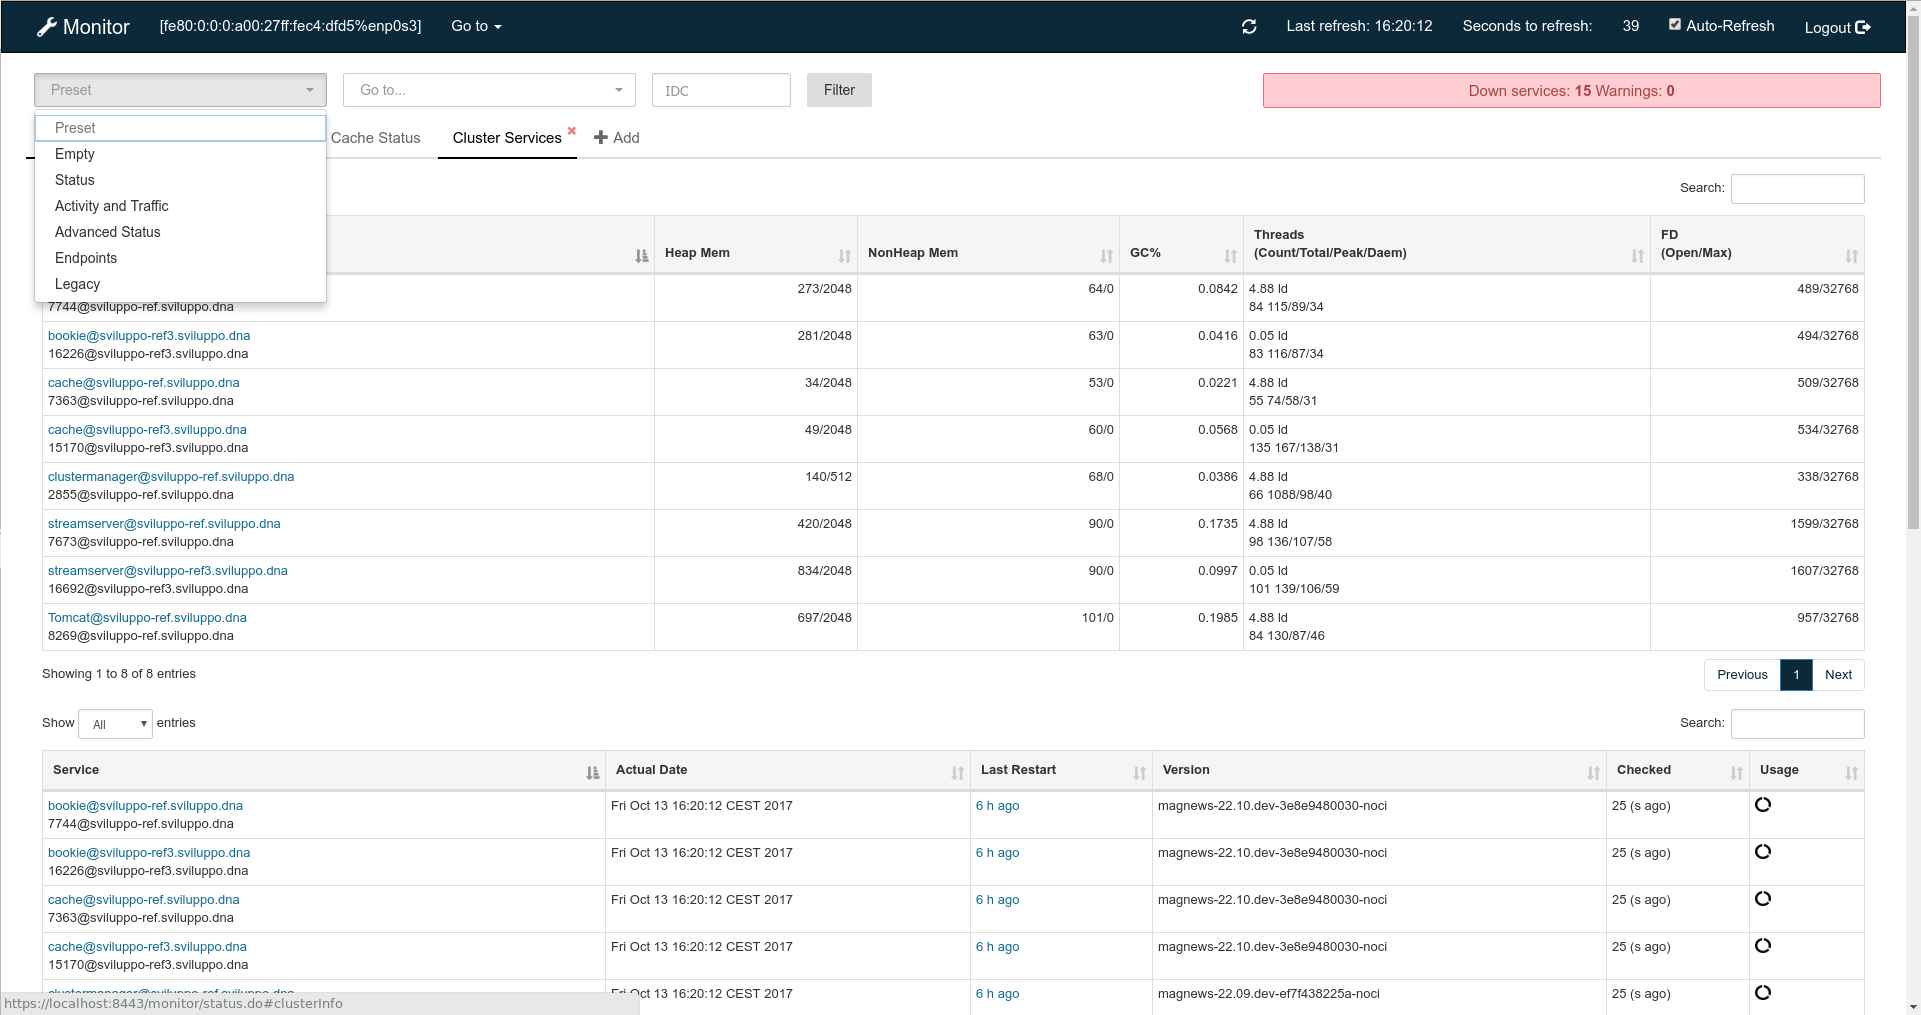 Monitor [fe80:0:0:0:a00:27ff:fec4:dfd5%enp0s3] Go to Last refresh: 16:20:12 Seconds to refresh: 39 Auto-Refresh Logout
Preset Go to... IDC Filter Down services: 15 Warnings: 0
Preset
Empty
Status
Activity and Traffic
Advanced Status
Endpoints
Legacy
Cache Status Cluster Services Add
Search:
Heap Mem NonHeap Mem GC% Threads (Count/Total/Peak/Daem) FD (Open/Max)
273/2048 64/0 0.0842 4.88 ld 489/32768
7744@sviluppo-ref.sviluppo.dna 84 115/89/34
bookie@sviluppo-ref3.sviluppo.dna 281/2048 63/0 0.0416 0.05 ld 494/32768
16226@sviluppo-ref3.sviluppo.dna 83 116/87/34
cache@sviluppo-ref.sviluppo.dna 34/2048 53/0 0.0221 4.88 ld 509/32768
7363@sviluppo-ref.sviluppo.dna 55 74/58/31
cache@sviluppo-ref3.sviluppo.dna 49/2048 60/0 0.0568 0.05 ld 534/32768
15170@sviluppo-ref3.sviluppo.dna 135 167/138/31
clustermanager@sviluppo-ref.sviluppo.dna 140/512 68/0 0.0386 4.88 ld 338/32768
2855@sviluppo-ref.sviluppo.dna 66 1088/98/40
streamserver@sviluppo-ref.sviluppo.dna 420/2048 90/0 0.1735 4.88 ld 1599/32768
7673@sviluppo-ref.sviluppo.dna 98 136/107/58
streamserver@sviluppo-ref3.sviluppo.dna 834/2048 90/0 0.0997 0.05 ld 1607/32768
16692@sviluppo-ref3.sviluppo.dna 101 139/106/59
Tomcat@sviluppo-ref.sviluppo.dna 697/2048 101/0 0.1985 4.88 ld 957/32768
8269@sviluppo-ref.sviluppo.dna 84 130/87/46
Showing 1 to 8 of 8 entries Previous 1 Next
Show All entries Search:
Service Actual Date Last Restart Version Checked Usage
bookie@sviluppo-ref.sviluppo.dna Fri Oct 13 16:20:12 CEST 2017 6 h ago magnews-22.10.dev-3e8e9480030-noci 25 (s ago)
7744@sviluppo-ref.sviluppo.dna
bookie@sviluppo-ref3.sviluppo.dna Fri Oct 13 16:20:12 CEST 2017 6 h ago magnews-22.10.dev-3e8e9480030-noci 25 (s ago)
16226@sviluppo-ref3.sviluppo.dna
cache@sviluppo-ref.sviluppo.dna Fri Oct 13 16:20:12 CEST 2017 6 h ago magnews-22.10.dev-3e8e9480030-noci 25 (s ago)
7363@sviluppo-ref.sviluppo.dna
cache@sviluppo-ref3.sviluppo.dna Fri Oct 13 16:20:12 CEST 2017 6 h ago magnews-22.10.dev-3e8e9480030-noci 25 (s ago)
15170@sviluppo-ref3.sviluppo.dna
Fri Oct 13 16:20:12 CEST 2017 6 h ago magnews-22.09.dev-ef7f438225a-noci 25 (s ago)
https://localhost:8443/monitor/status.do#clusterInfo